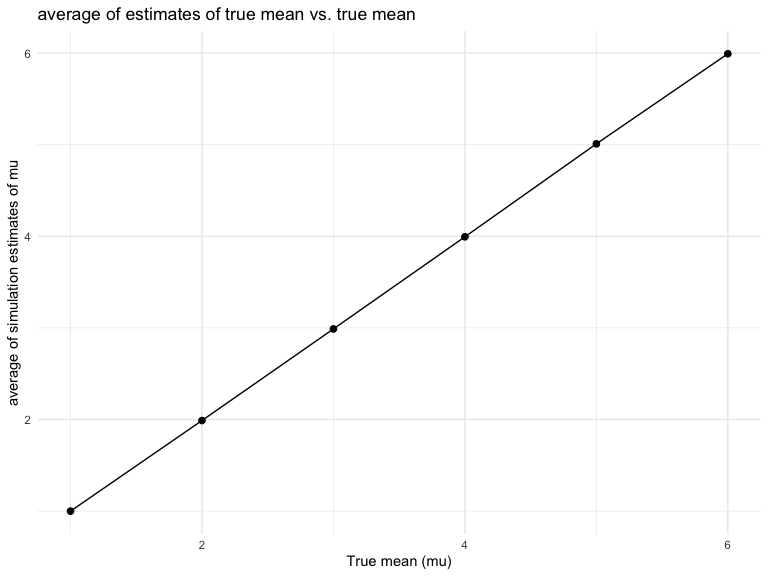 average of estimates of true mean vs. true mean
average of simulation estimates of mu
6
4
2
2
4
6
True mean (mu)